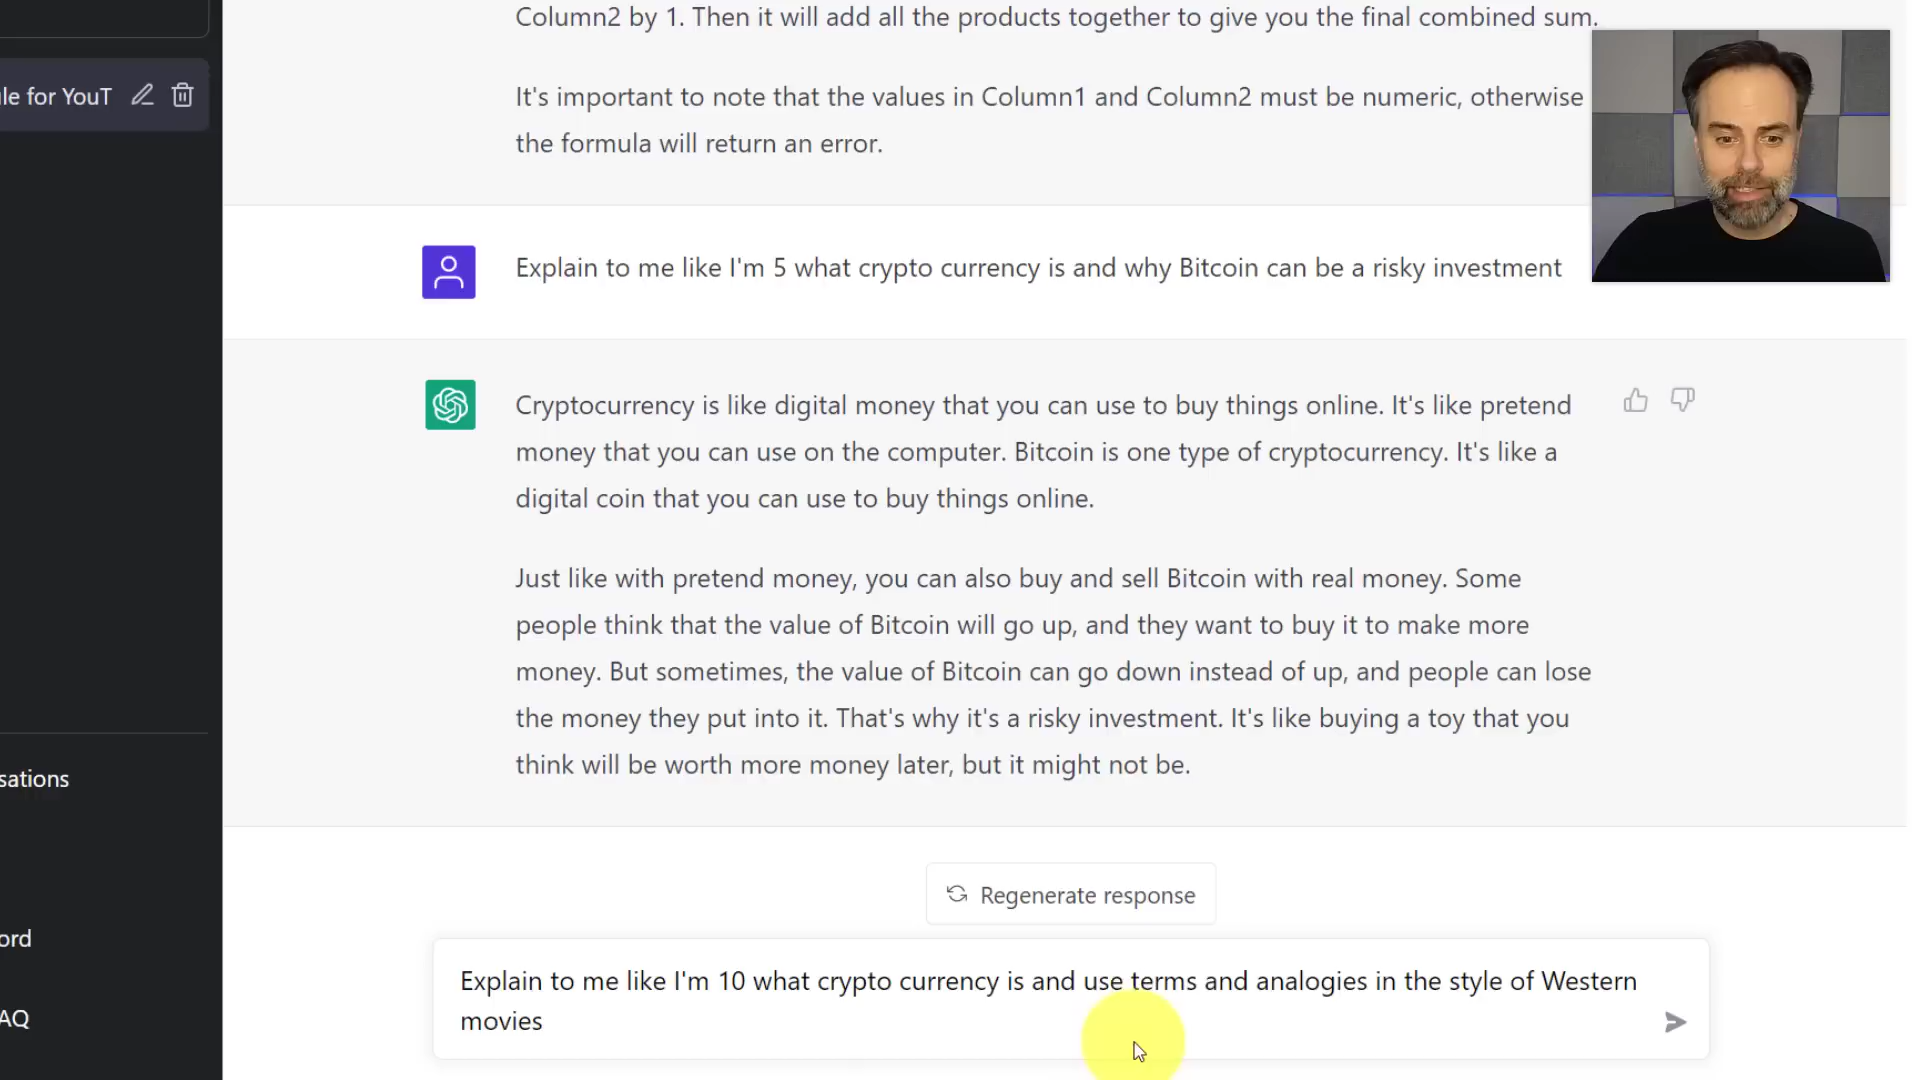 Column2 by 1. Then it will add all the products together to give you the final combined sum.
It's important to note that the values in Column1 and Column2 must be numeric, otherwise
the formula will return an error.
le for YouT
Explain to me like I'm 5 what crypto currency is and why Bitcoin can be a risky investment
Cryptocurrency is like digital money that you can use to buy things online. It's like pretend
money that you can use on the computer. Bitcoin is one type of cryptocurrency. It's like a
digital coin that you can use to buy things online.
Just like with pretend money, you can also buy and sell Bitcoin with real money. Some
people think that the value of Bitcoin will go up, and they want to buy it to make more
money. But sometimes, the value of Bitcoin can go down instead of up, and people can lose
the money they put into it. That's why it's a risky investment. It's like buying a toy that you
think will be worth more money later, but it might not be.
sations
ord
AQ
Regenerate response
Explain to me like I'm 10 what crypto currency is and use terms and analogies in the style of Western
movies